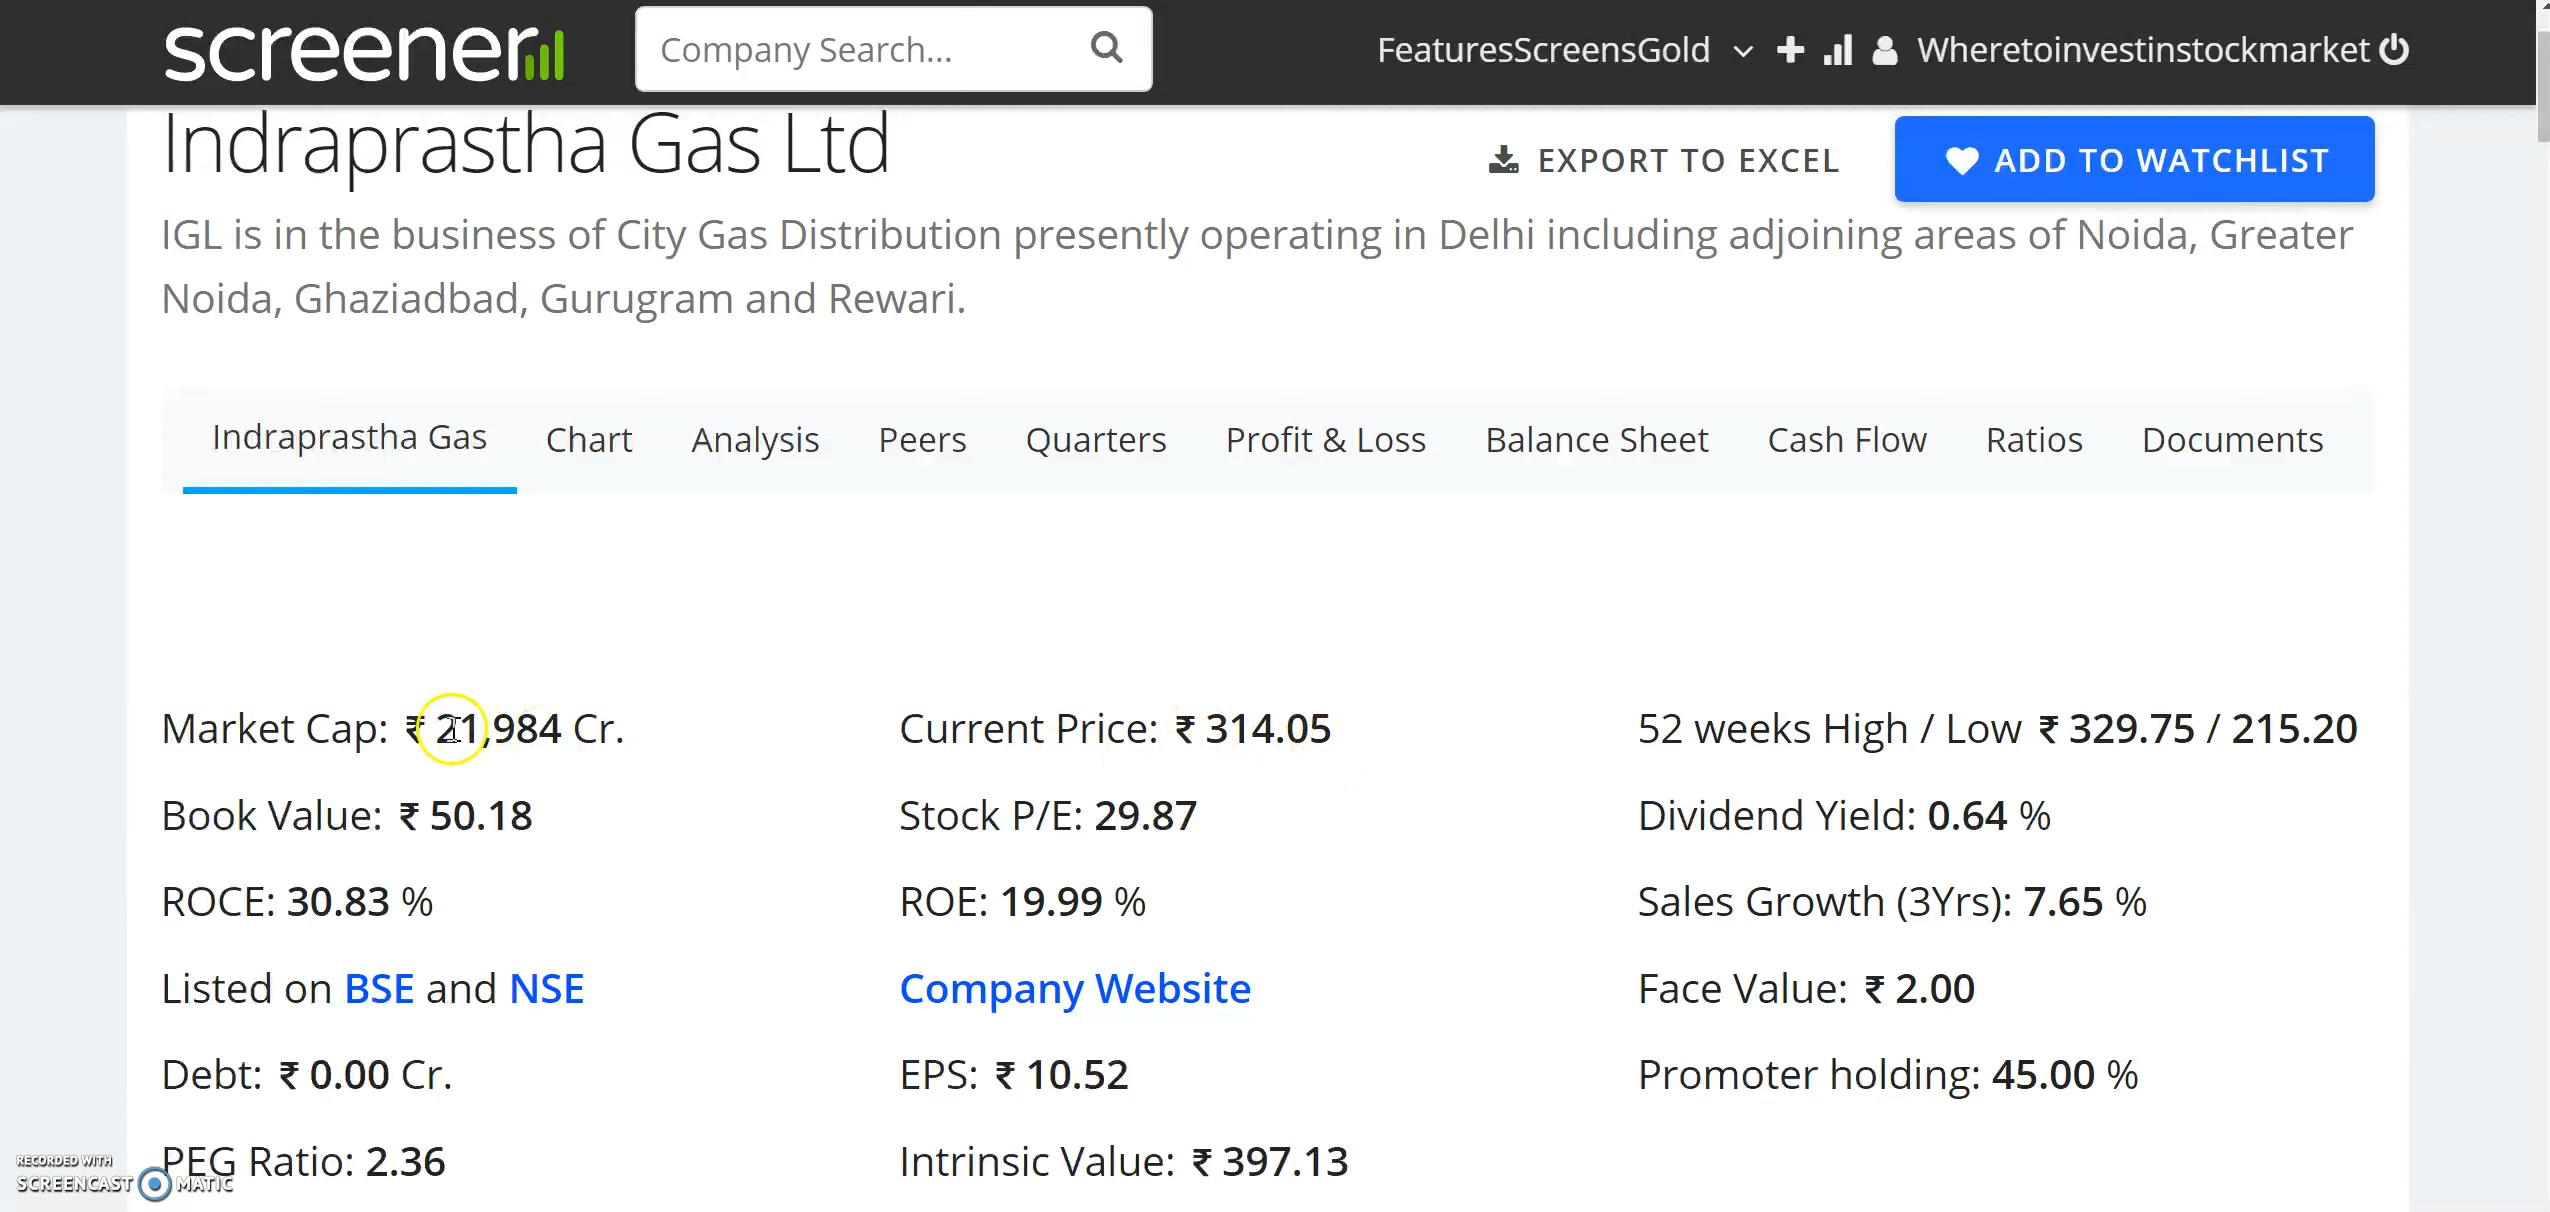 screener
Company Search...
FeaturesScreensGold
Wheretoinvestinstockmarket
Indraprastha Gas Ltd
EXPORT TO EXCEL
ADD TO WATCHLIST
IGL is in the business of City Gas Distribution presently operating in Delhi including adjoining areas of Noida, Greater
Noida, Ghaziadbad, Gurugram and Rewari.
Indraprastha Gas Chart Analysis Peers Quarters Profit & Loss Balance Sheet Cash Flow Ratios Documents
Market Cap: ₹ 21,984 Cr.
Current Price: ₹ 314.05
52 weeks High / Low ₹ 329.75 / 215.20
Book Value: ₹ 50.18
Stock P/E: 29.87
Dividend Yield: 0.64 %
ROCE: 30.83 %
ROE: 19.99 %
Sales Growth (3Yrs): 7.65 %
Listed on BSE and NSE
Company Website
Face Value: ₹ 2.00
Debt: ₹ 0.00 Cr.
EPS: ₹ 10.52
Promoter holding: 45.00 %
PEG Ratio: 2.36
Intrinsic Value: ₹ 397.13
RECORDED WITH
SCREENCAST MATIC